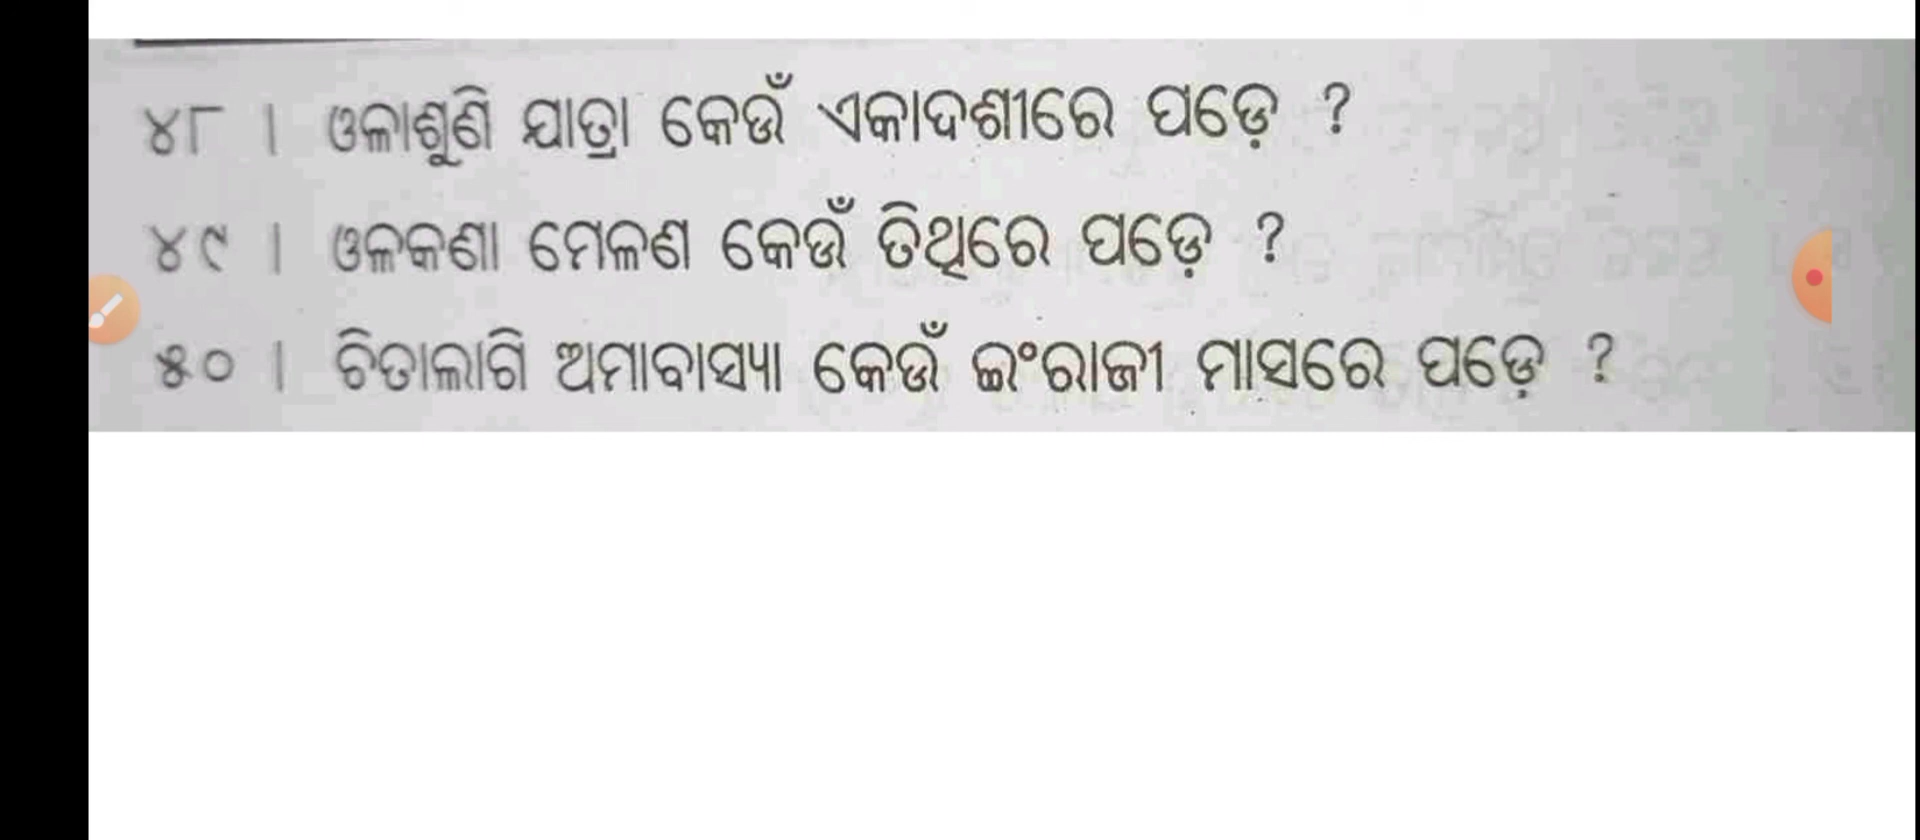 ୪୮ । ଓଳାଶୁଣି ଯାତ୍ରା କେଉଁ ଏକାଦଶୀରେ ପଡ଼େ ?
୪୯ । ଓଳକଣା ମେଳଣ କେଉଁ ତିଥିରେ ପଡ଼େ ?
୫୦ । ଚିତାଲାଗି ଅମାବାସ୍ୟା କେଉଁ ଇଂରାଜୀ ମାସରେ ପଡ଼େ ?